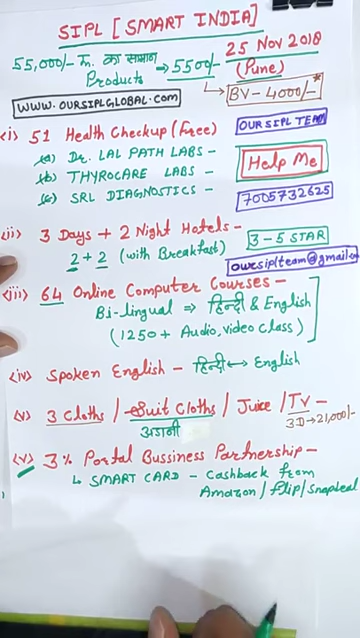 SIPL [SMART INDIA]
25 Nov 2018
(Pune)
55,000/- रु. का सामान
Products ⇒ 5500/-
BV- 4000/-*
WWW.OURSIPLGLOBAL.COM
<i> 51 Health Checkup (Free)
OUR SIPL TEAM
<a> Dr. LAL PATH LABS -
<b> THYROCARE LABS -
Help Me
<c> SRL DIAGNOSTICS -
7005732625
<ii> 3 Days + 2 Night Hotels -
3-5 STAR
2 + 2 (with Breakfast)
oursiplteam@gmail.com
<iii> 64 Online Computer Courses -
Bi-lingual ⇒ हिन्दी & English
(1250+ Audio, video class)
<iv> Spoken English - हिन्दी ↔ English
<v> 3 Cloths / Suit Cloths / Juice / TV -
अडानी
3D→21,000/-
<v> 3% Portal Bussiness Partnership -
↳ SMART CARD - Cashback from
Amazon / flip / Snapdeal